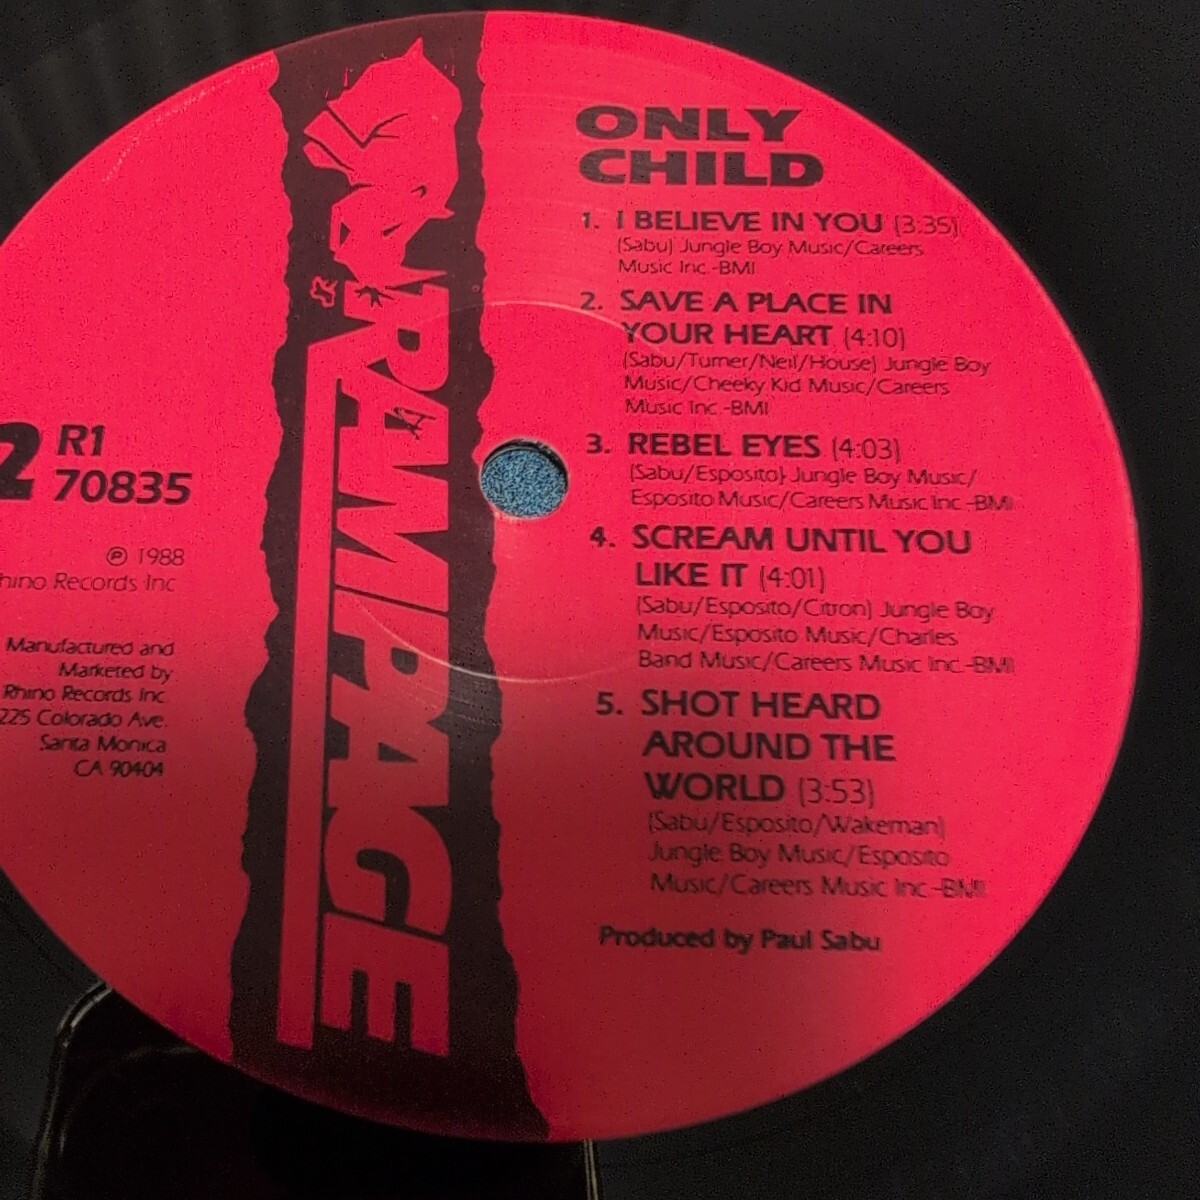 ONLY
CHILD
1. I BELIEVE IN YOU (3:35)
(Sabu) Jungle Boy Music/Careers
Music Inc.-BMI
2. SAVE A PLACE IN
YOUR HEART (4:10)
(Sabu/Turner/Neil/House) Jungle Boy
Music/Cheeky Kid Music/Careers
Music Inc.-BMI
3. REBEL EYES (4:03)
(Sabu/Esposito) Jungle Boy Music/
Esposito Music/Careers Music Inc.-BMI
4. SCREAM UNTIL YOU
LIKE IT (4:01)
(Sabu/Esposito/Citron) Jungle Boy
Music/Esposito Music/Charles
Band Music/Careers Music Inc.-BMI
5. SHOT HEARD
AROUND THE
WORLD (3:53)
(Sabu/Esposito/Wakeman)
Jungle Boy Music/Esposito
Music/Careers Music Inc.-BMI
Produced by Paul Sabu
RAMPAGE
2 R1
70835
℗ 1988
hino Records Inc
Manufactured and
Marketed by
Rhino Records Inc.
225 Colorado Ave.
Santa Monica
CA 90404